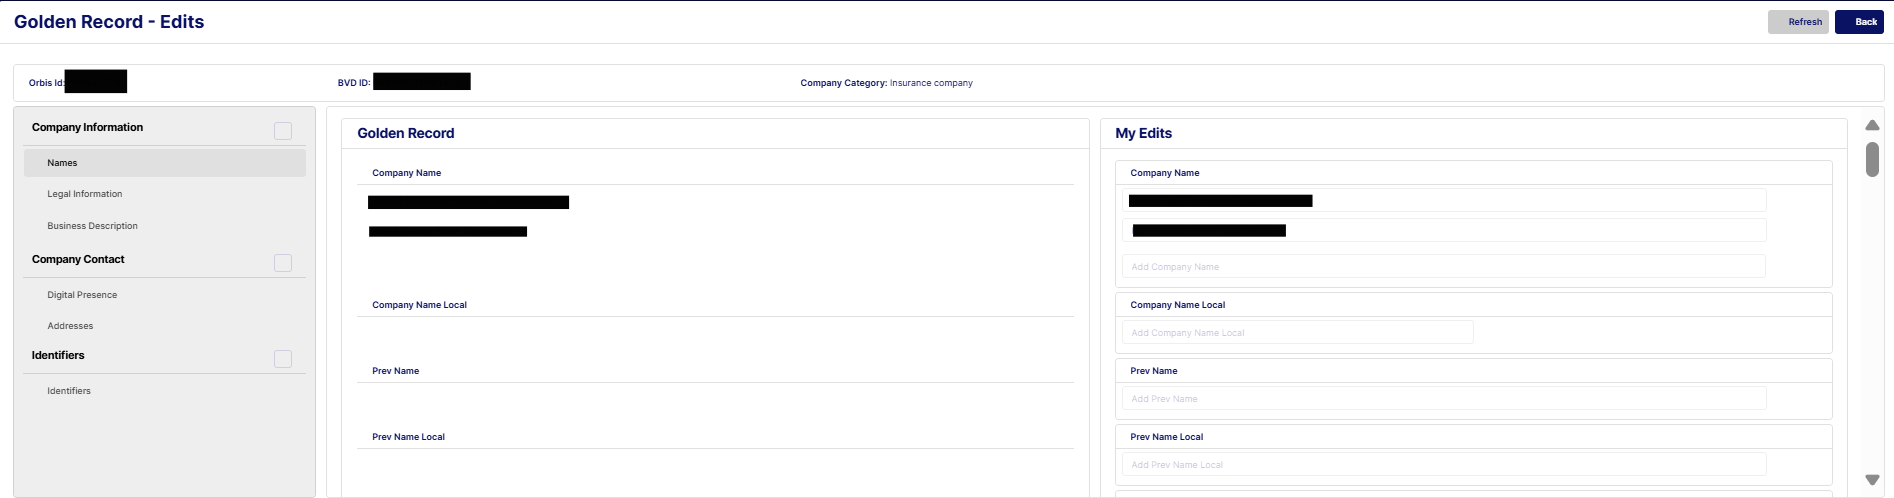 Golden Record - Edits
Refresh
Back
Orbis Id:
BVD ID:
Company Category: Insurance company
Company Information
Names
Legal Information
Business Description
Company Contact
Digital Presence
Addresses
Identifiers
Identifiers
Golden Record
Company Name
Company Name Local
Prev Name
Prev Name Local
My Edits
Company Name
Add Company Name
Company Name Local
Add Company Name Local
Prev Name
Add Prev Name
Prev Name Local
Add Prev Name Local